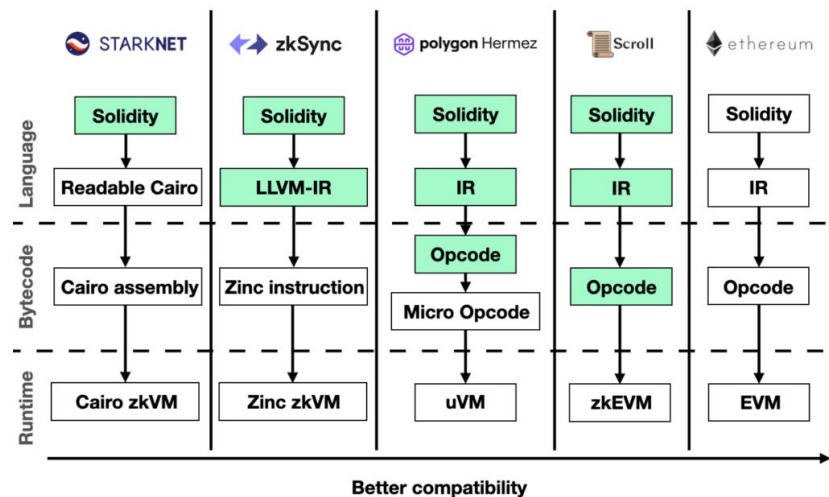 STARKNET
zkSync
polygon Hermez
Scroll
ethereum
Language
Solidity
Solidity
Solidity
Solidity
Solidity
Readable Cairo
LLVM-IR
IR
IR
IR
Bytecode
Opcode
Cairo assembly
Zinc instruction
Micro Opcode
Opcode
Opcode
Runtime
Cairo zkVM
Zinc zkVM
uVM
zkEVM
EVM
Better compatibility